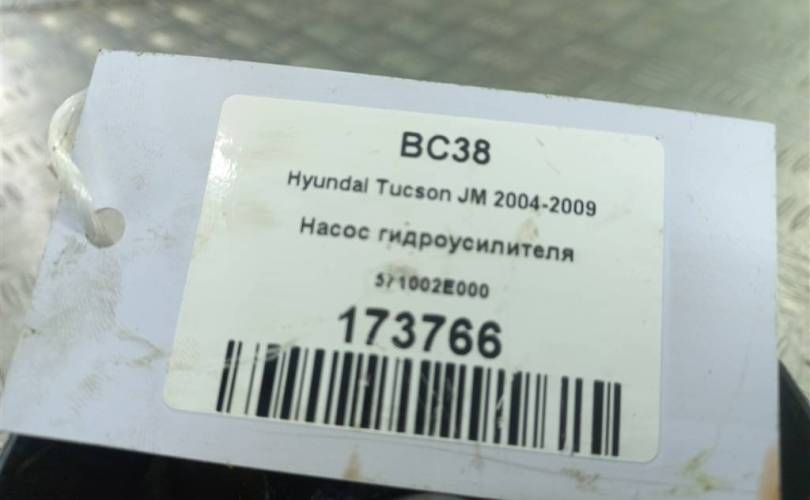 BC38
Hyundai Tucson JM 2004-2009
Насос гидроусилителя
571002E000
173766